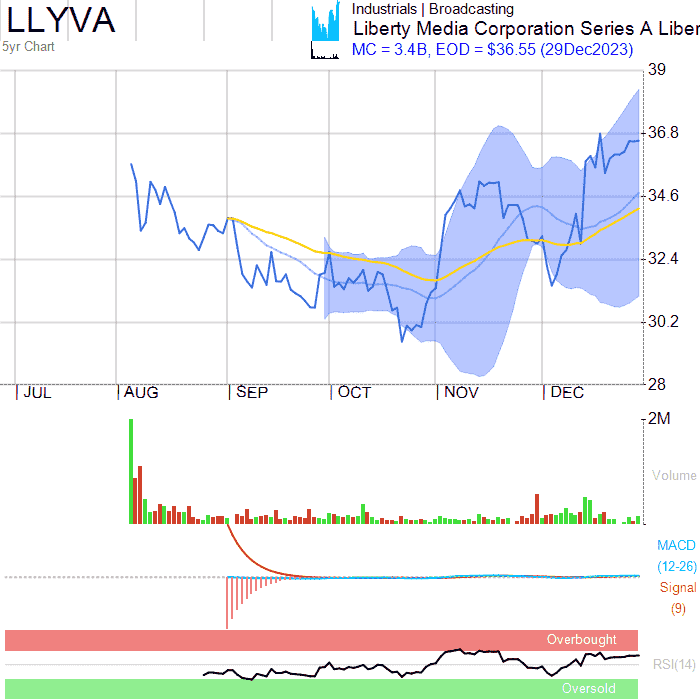 LLYVA
5yr Chart
Industrials | Broadcasting
Liberty Media Corporation Series A Liber
MC = 3.4B, EOD = $36.55 (29Dec2023)
39
36.8
34.6
32.4
30.2
28
JUL AUG SEP OCT NOV DEC
2M
Volume
MACD
(12-26)
Signal
(9)
Overbought
RSI(14)
Oversold